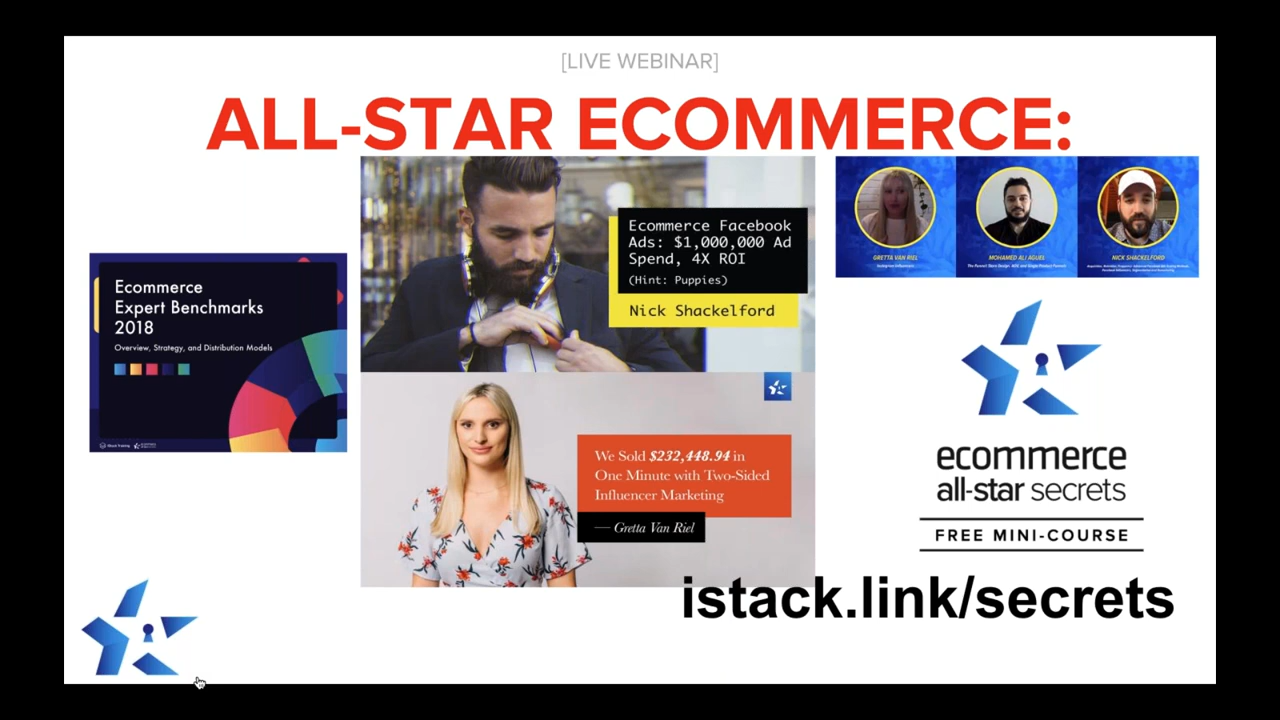 [LIVE WEBINAR]
ALL-STAR ECOMMERCE:
Ecommerce
Expert Benchmarks
2018
Overview, Strategy, and Distribution Models
Ecommerce Facebook
Ads: $1,000,000 Ad
Spend, 4X ROI
(Hint: Puppies)
Nick Shackelford
We Sold $232,448.94 in
One Minute with Two-Sided
Influencer Marketing
— Gretta Van Riel
GRETTA VAN RIEL
Instagram Influencers
MOHAMED ALI AGUEL
NICK SHACKELFORD
ecommerce
all-star secrets
FREE MINI-COURSE
istack.link/secrets